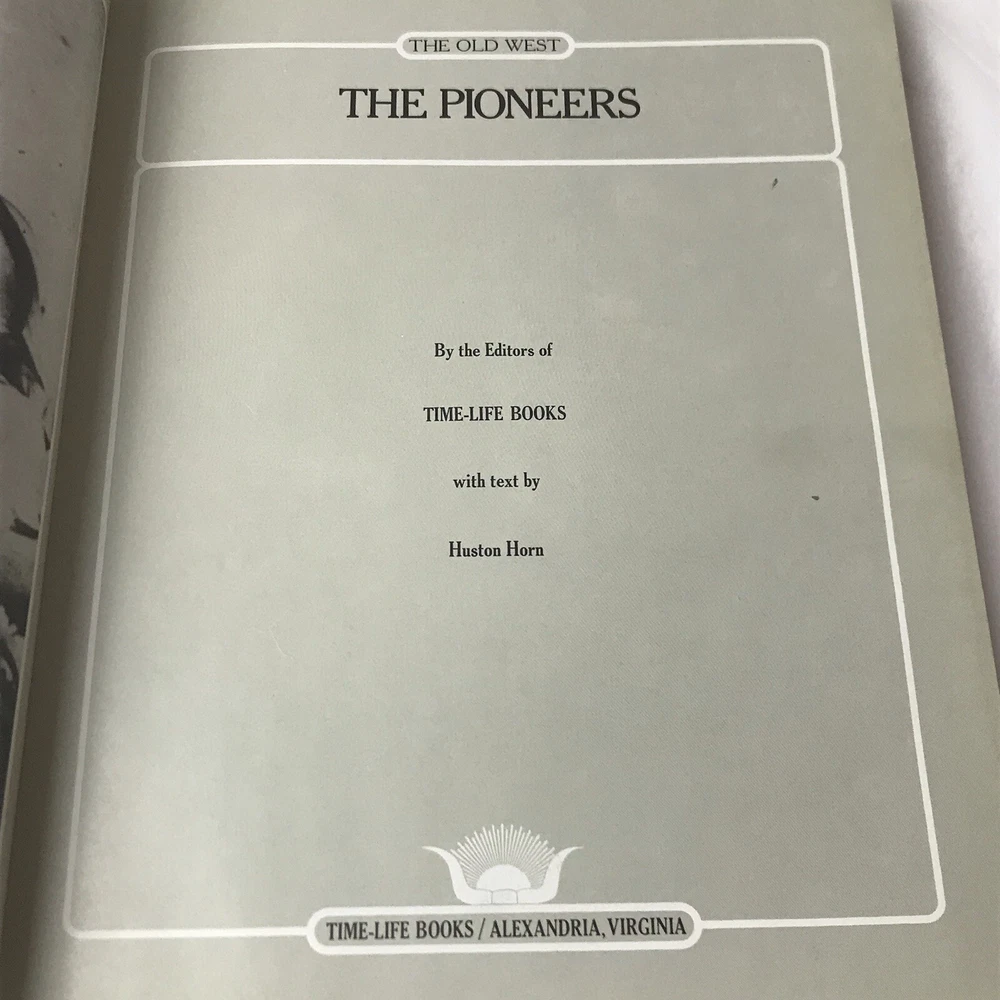 THE OLD WEST
THE PIONEERS
By the Editors of
TIME-LIFE BOOKS
with text by
Huston Horn
TIME-LIFE BOOKS / ALEXANDRIA, VIRGINIA